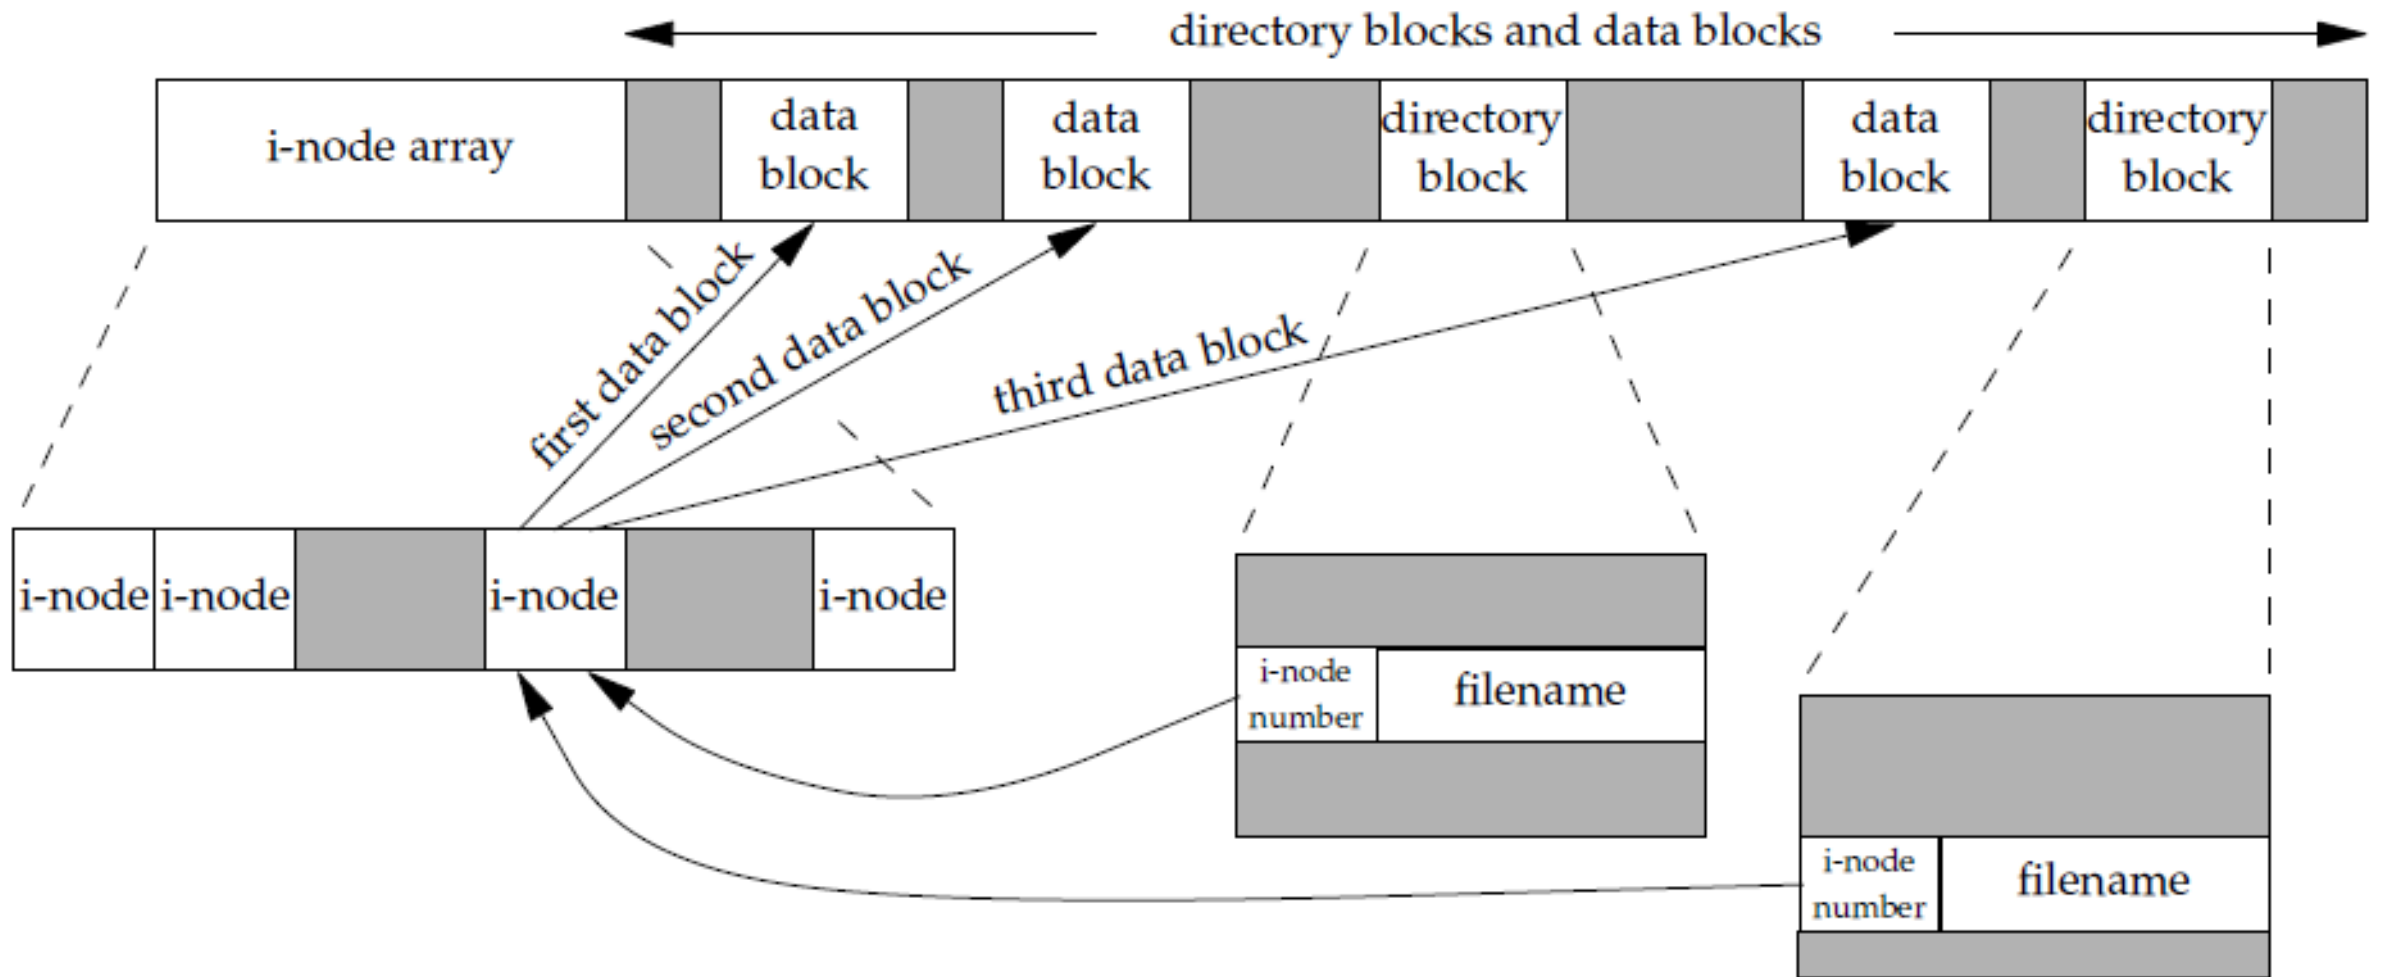 directory blocks and data blocks
i-node array
data
block
data
block
directory
block
data
block
directory
block
first data block
second data block
third data block
i-node
i-node
i-node
i-node
i-node
number
filename
i-node
number
filename